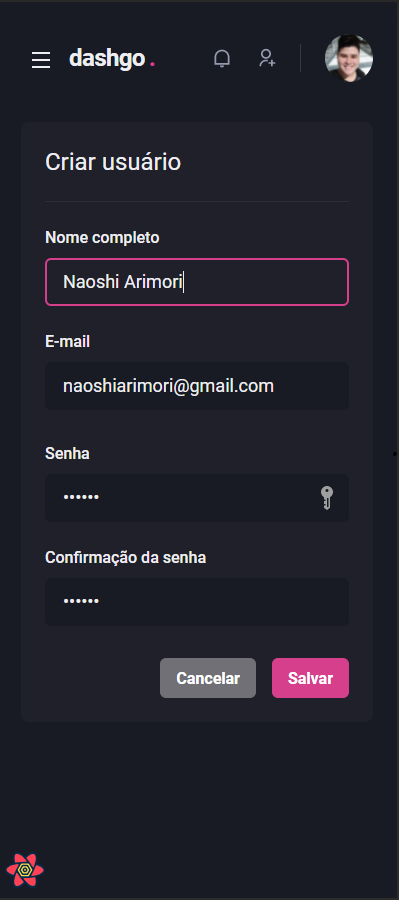 dashgo .
Criar usuário
Nome completo
Naoshi Arimori
E-mail
naoshiarimori@gmail.com
Senha
••••••
Confirmação da senha
••••••
Cancelar Salvar